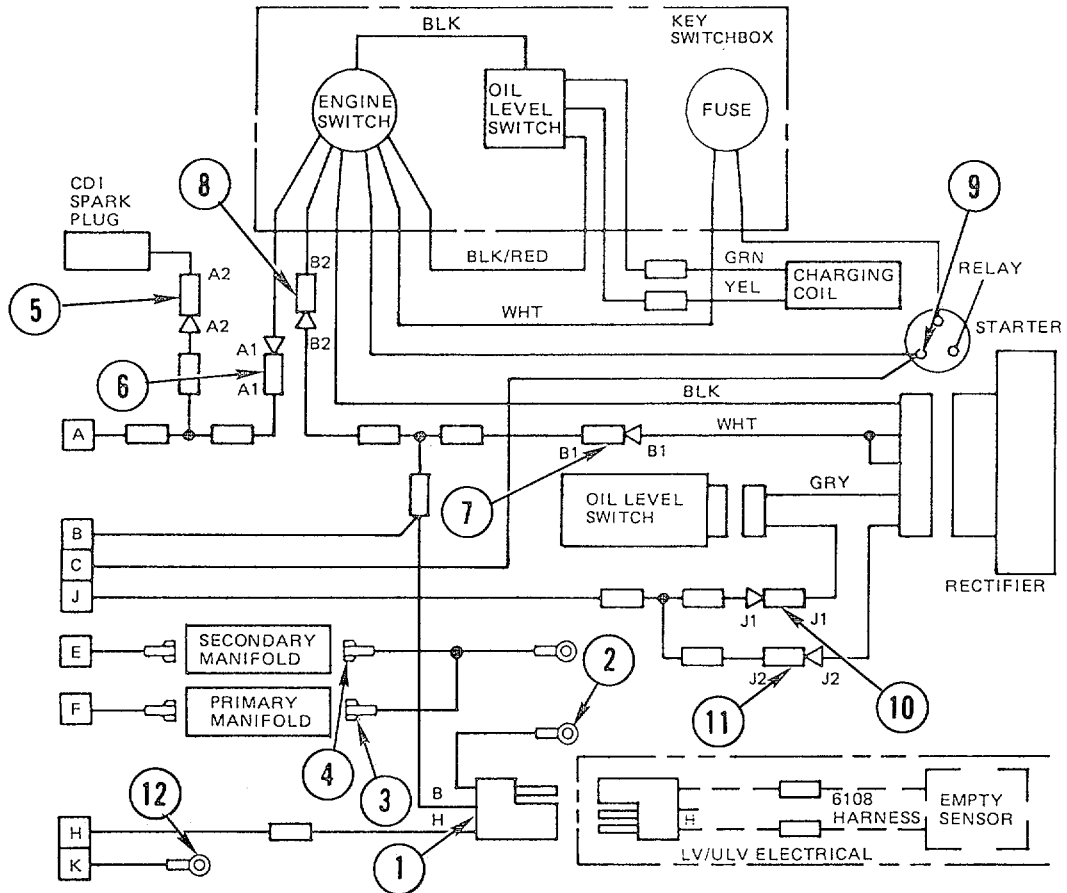 BLK
KEY
SWITCHBOX
ENGINE
SWITCH
OIL
LEVEL
SWITCH
FUSE
CDI
SPARK
PLUG
8
9
A2
B2
BLK/RED
GRN
CHARGING
COIL
YEL
RELAY
5
WHT
STARTER
A2
B2
A1
6
A1
BLK
A
WHT
B1
B1
7
OIL LEVEL
SWITCH
GRY
B
C
RECTIFIER
J
J1
J1
E
SECONDARY
MANIFOLD
2
J2
J2
F
PRIMARY
MANIFOLD
11
10
4
3
12
B
H
H
K
1
H
6108
HARNESS
EMPTY
SENSOR
LV/ULV ELECTRICAL